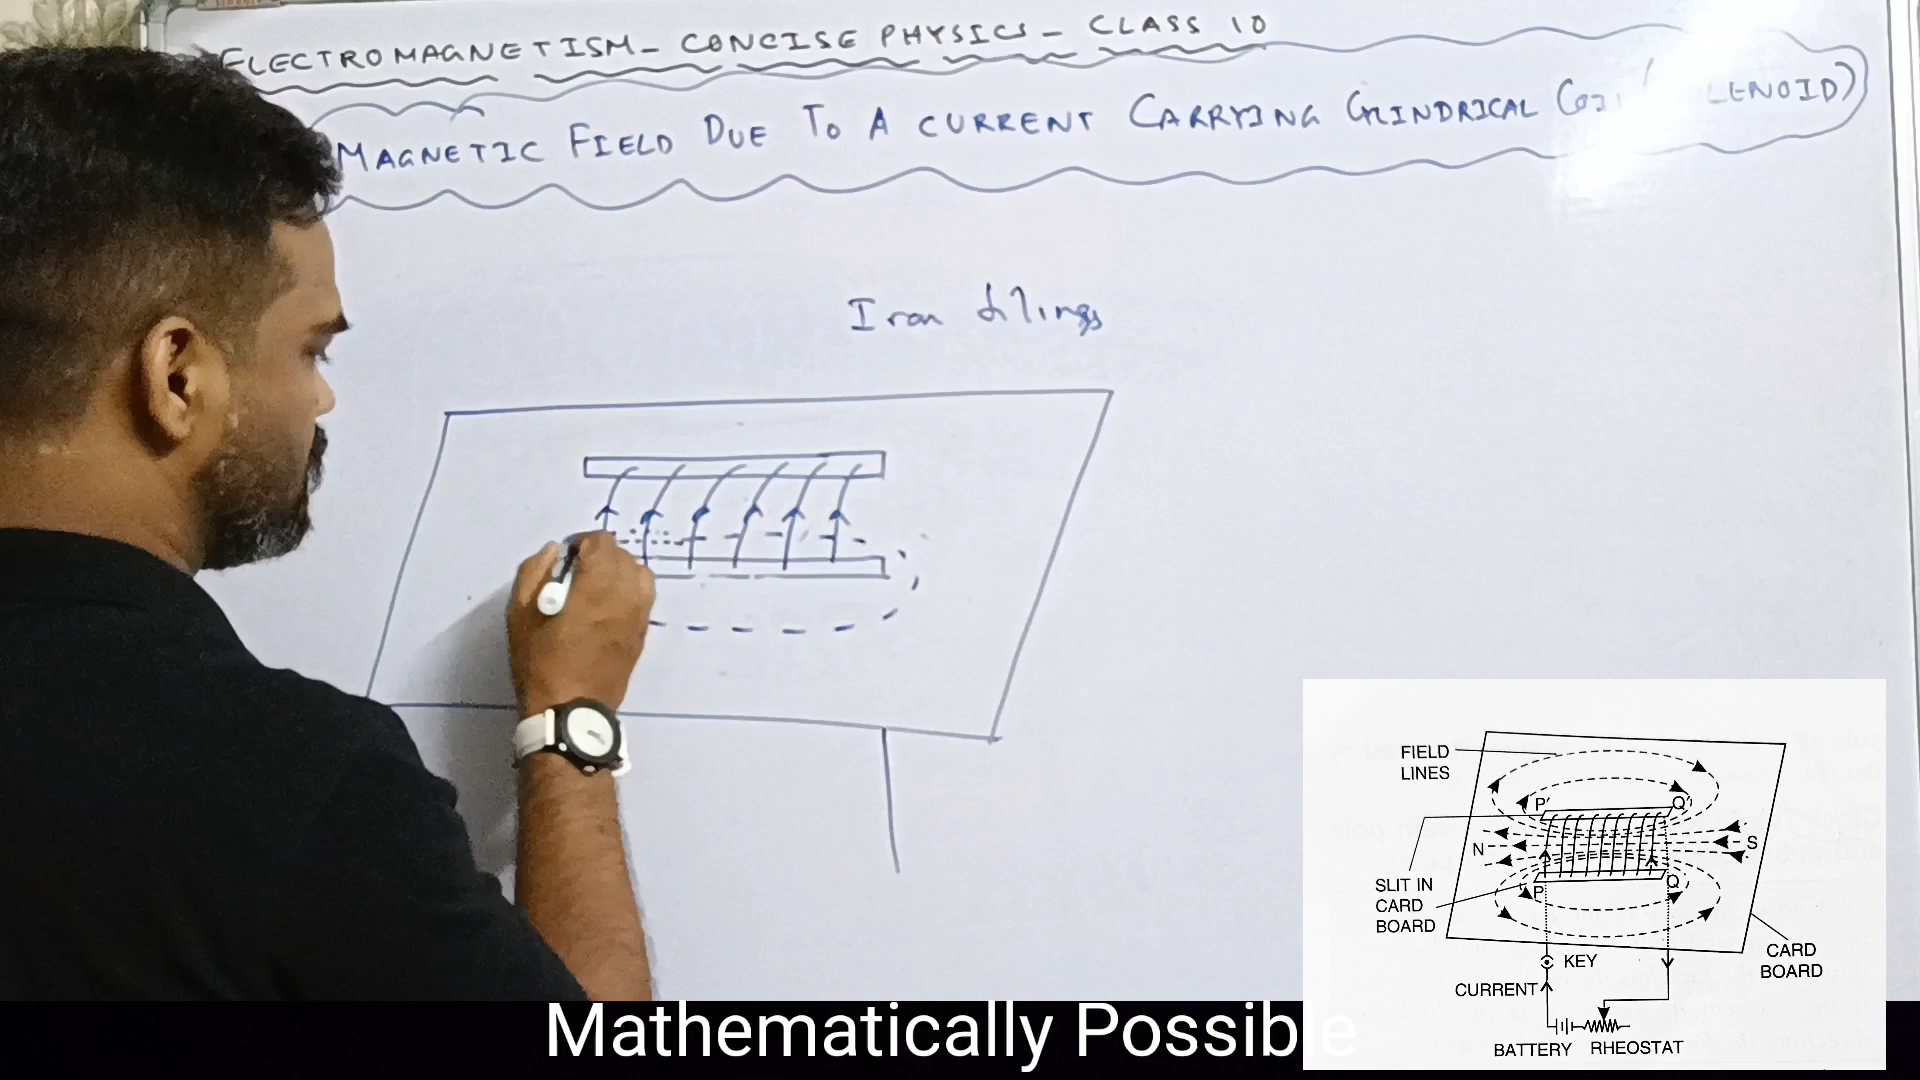 ELECTROMAGNETISM - CONCISE PHYSICS - CLASS 10
MAGNETIC FIELD DUE TO A CURRENT CARRYING CYLINDRICAL
Iron filings
FIELD
LINES
P'
Q'
N
S
SLIT IN
CARD
BOARD
P
Q
KEY
CARD
BOARD
CURRENT
BATTERY RHEOSTAT
Mathematically Possible